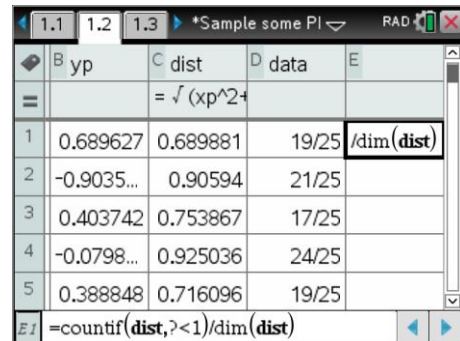 1.1 1.2 1.3 *Sample some PI RAD
B yp C dist D data E
= = √(xp^2+
1 0.689627 0.689881 19/25 /dim(dist)
2 -0.9035... 0.90594 21/25
3 0.403742 0.753867 17/25
4 -0.0798... 0.925036 24/25
5 0.388848 0.716096 19/25
E1 =countif(dist,?<1)/dim(dist)